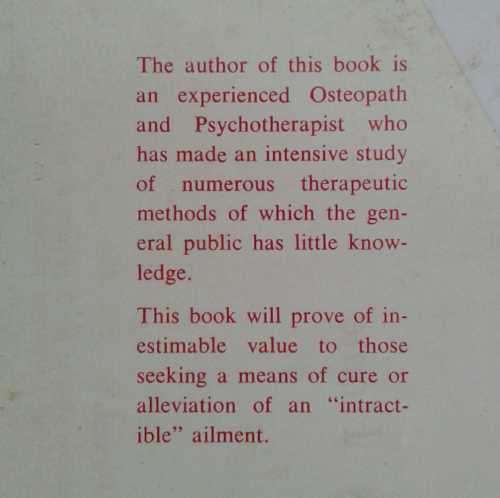 The author of this book is
an experienced Osteopath
and Psychotherapist who
has made an intensive study
of numerous therapeutic
methods of which the gen-
eral public has little know-
ledge.
This book will prove of in-
estimable value to those
seeking a means of cure or
alleviation of an “intract-
ible” ailment.